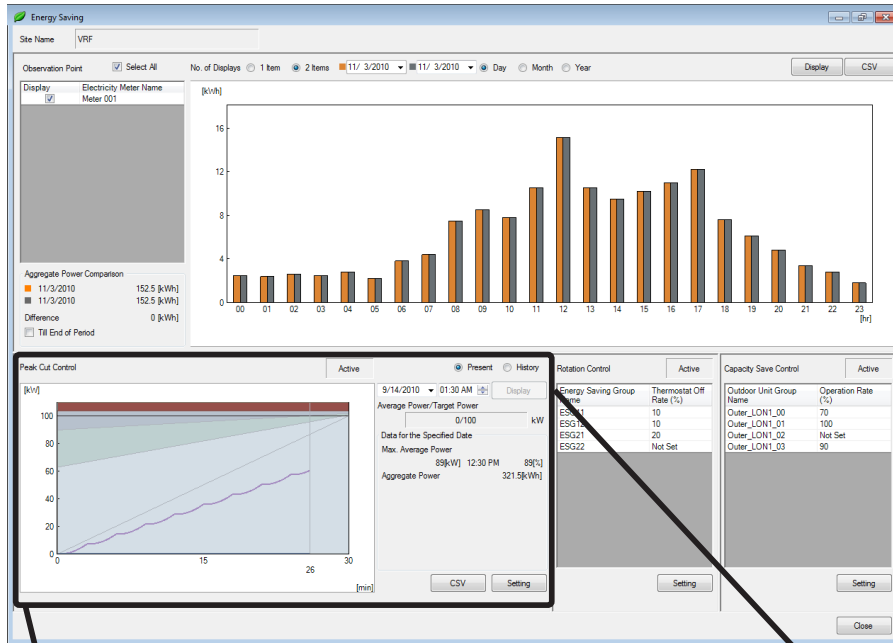 Energy Saving
Site Name VRF
Observation Point Select All No. of Displays 1 Item 2 Items 11/ 3/2010 11/ 3/2010 Day Month Year Display CSV
Display Electricity Meter Name
Meter 001
[kWh]
16
12
8
4
0
00 01 02 03 04 05 06 07 08 09 10 11 12 13 14 15 16 17 18 19 20 21 22 23
[hr]
Aggregate Power Comparison
11/3/2010 152.5 [kWh]
11/3/2010 152.5 [kWh]
Difference 0 [kWh]
Till End of Period
Peak Cut Control Active Present History
[kW]
100
80
60
40
20
0
0 15 30
26
[min]
9/14/2010 01:30 AM Display
Average Power/Target Power
0/100 kW
Data for the Specified Date
Max. Average Power
89[kW] 12:30 PM 89[%]
Aggregate Power 321.5[kWh]
CSV Setting
Rotation Control Active
Energy Saving Group Name Thermostat Off Rate (%)
ESG11 10
ESG12 10
ESG21 20
ESG22 Not Set
Setting
Capacity Save Control Active
Outdoor Unit Group Name Operation Rate (%)
Outer_LON1_00 70
Outer_LON1_01 100
Outer_LON1_02 Not Set
Outer_LON1_03 90
Setting
Close